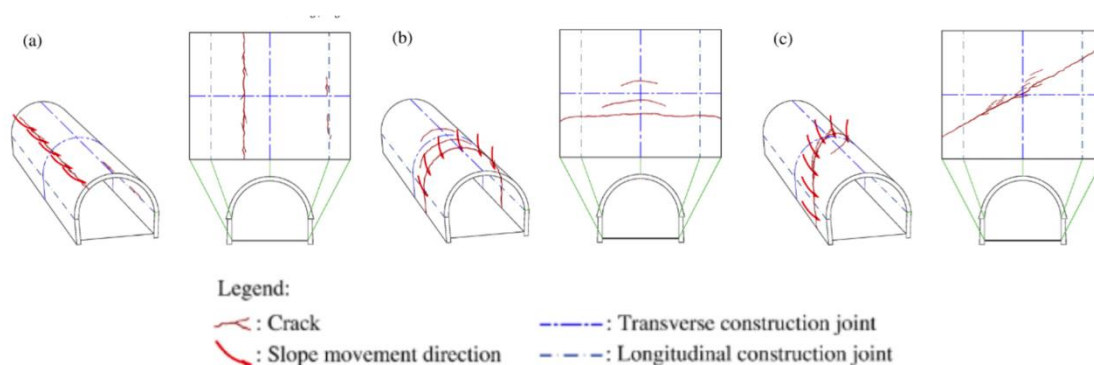 (a)
(b)
(c)
Legend:
: Crack
: Transverse construction joint
: Slope movement direction
: Longitudinal construction joint